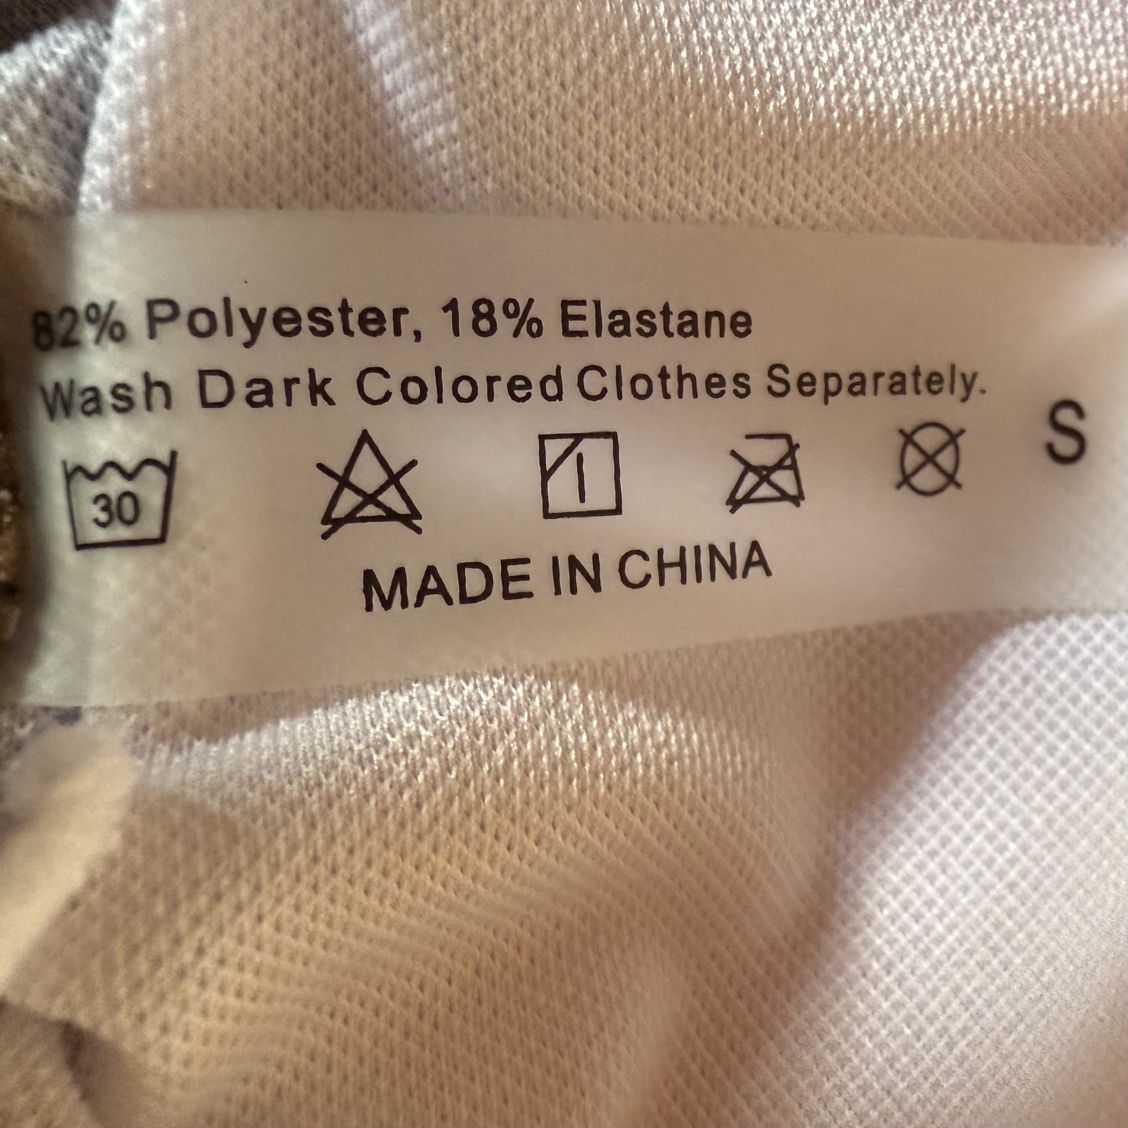 82% Polyester, 18% Elastane
Wash Dark Colored Clothes Separately.
30
S
MADE IN CHINA